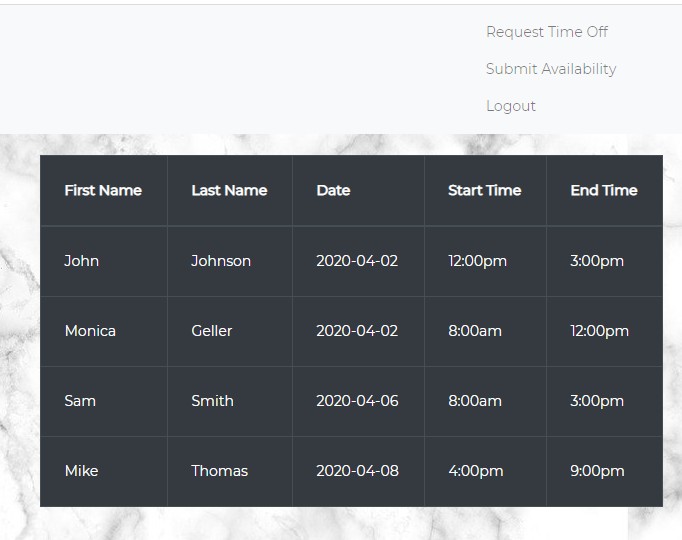 Request Time Off
Submit Availability
Logout
First Name Last Name Date Start Time End Time
John Johnson 2020-04-02 12:00pm 3:00pm
Monica Geller 2020-04-02 8:00am 12:00pm
Sam Smith 2020-04-06 8:00am 3:00pm
Mike Thomas 2020-04-08 4:00pm 9:00pm